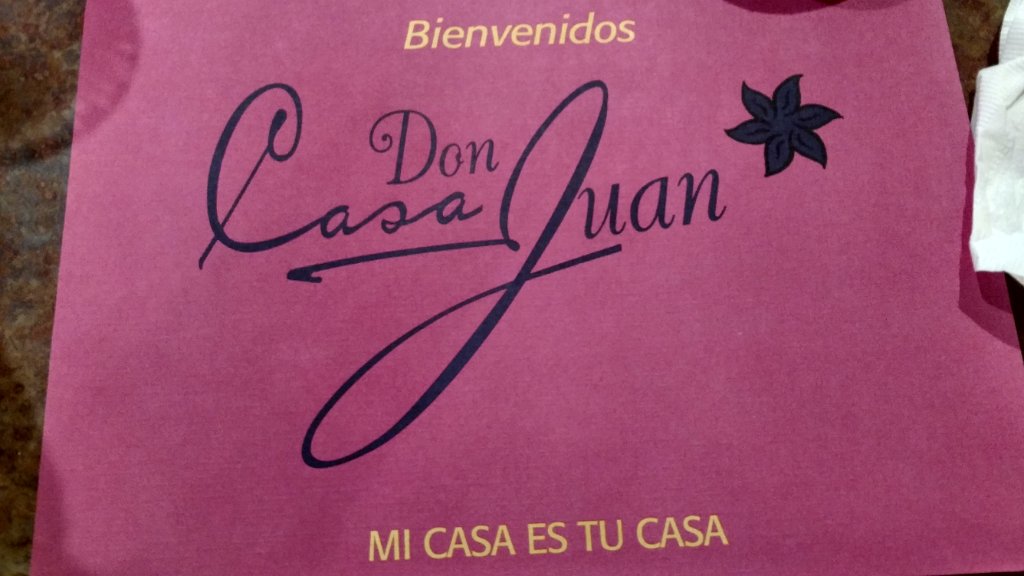 Bienvenidos
Don
Casa Juan
MI CASA ES TU CASA